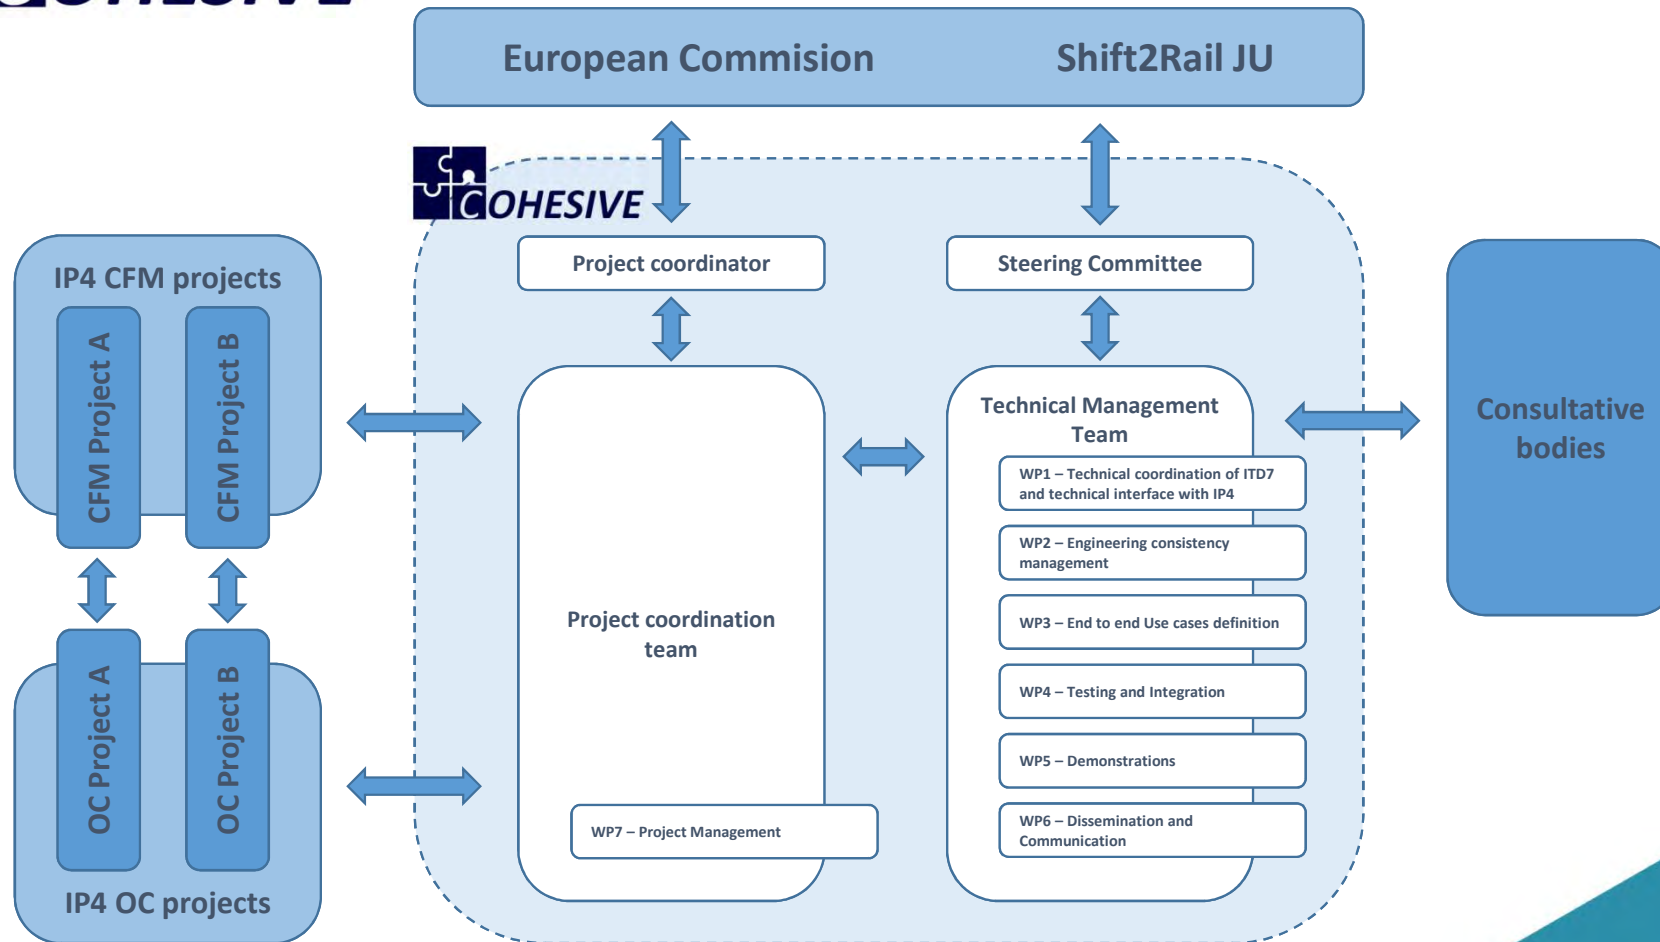 European Commision
Shift2Rail JU
COHESIVE
Project coordinator
Steering Committee
IP4 CFM projects
CFM Project A
CFM Project B
OC Project A
OC Project B
IP4 OC projects
Project coordination
team
WP7 – Project Management
Technical Management
Team
WP1 – Technical coordination of ITD7
and technical interface with IP4
WP2 – Engineering consistency
management
WP3 – End to end Use cases definition
WP4 – Testing and Integration
WP5 – Demonstrations
WP6 – Dissemination and
Communication
Consultative
bodies